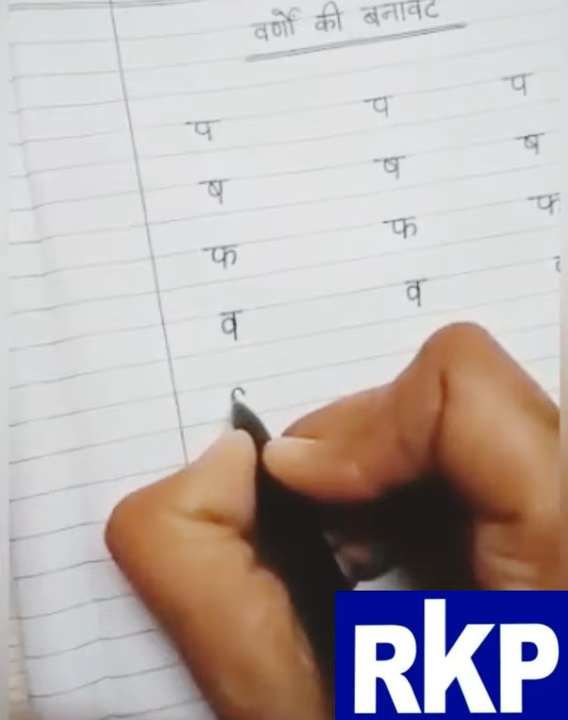 वर्णों की बनावट
प प प
ष ष ष
फ फ फ
व व
RKP